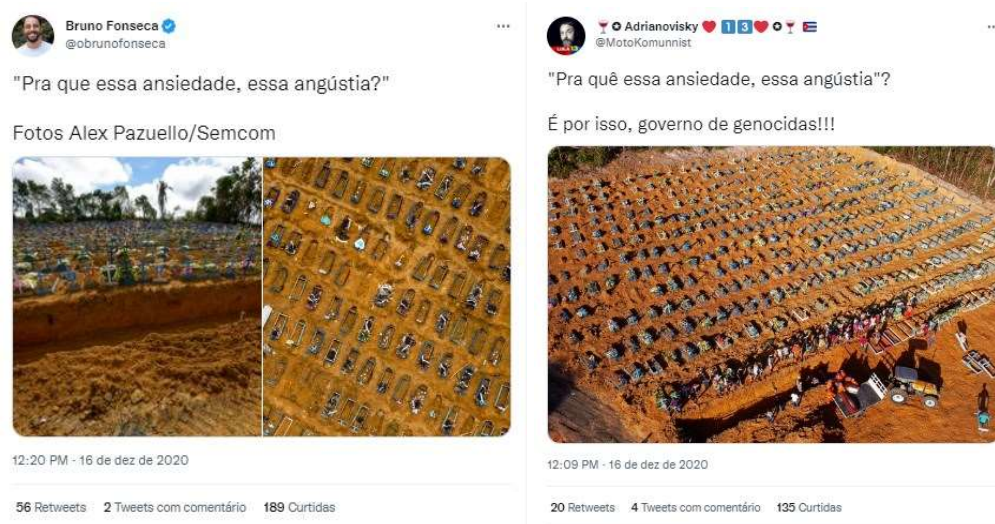 Bruno Fonseca
@obrunofonseca
"Pra que essa ansiedade, essa angústia?"
Fotos Alex Pazuello/Semcom
12:20 PM · 16 de dez de 2020
56 Retweets 2 Tweets com comentário 189 Curtidas
Adrianovisky 13
@MotoKomunnist
"Pra quê essa ansiedade, essa angústia"?
É por isso, governo de genocidas!!!
12:09 PM · 16 de dez de 2020
20 Retweets 4 Tweets com comentário 135 Curtidas